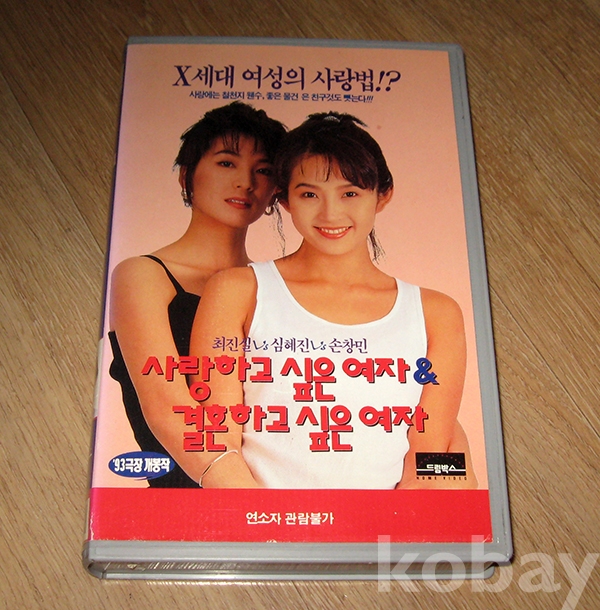 X세대 여성의 사랑법!?
사랑에는 철천지 웬수, 좋은 물건 은 친구것도 뺏는다!!!
최진실 & 심혜진 & 손창민
사랑하고 싶은 여자 &
결혼하고 싶은 여자
'93극장 개봉작
드림박스
HOME VIDEO
연소자 관람불가
kobay